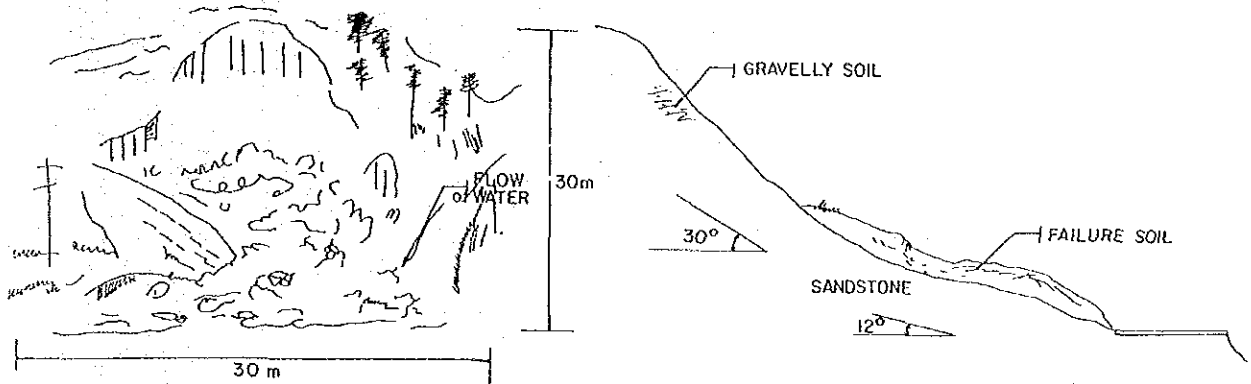 FLOW
of WATER
30 m
30m
GRAVELLY SOIL
30°
FAILURE SOIL
SANDSTONE
12°